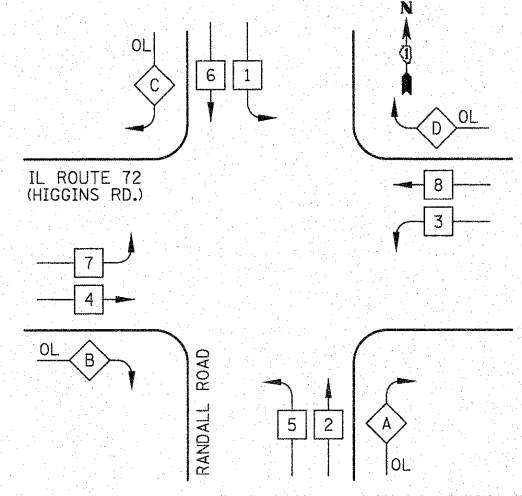 N
1
OL
C
6
1
D
OL
IL ROUTE 72
(HIGGINS RD.)
8
3
7
4
OL
B
RANDALL ROAD
5
2
A
OL